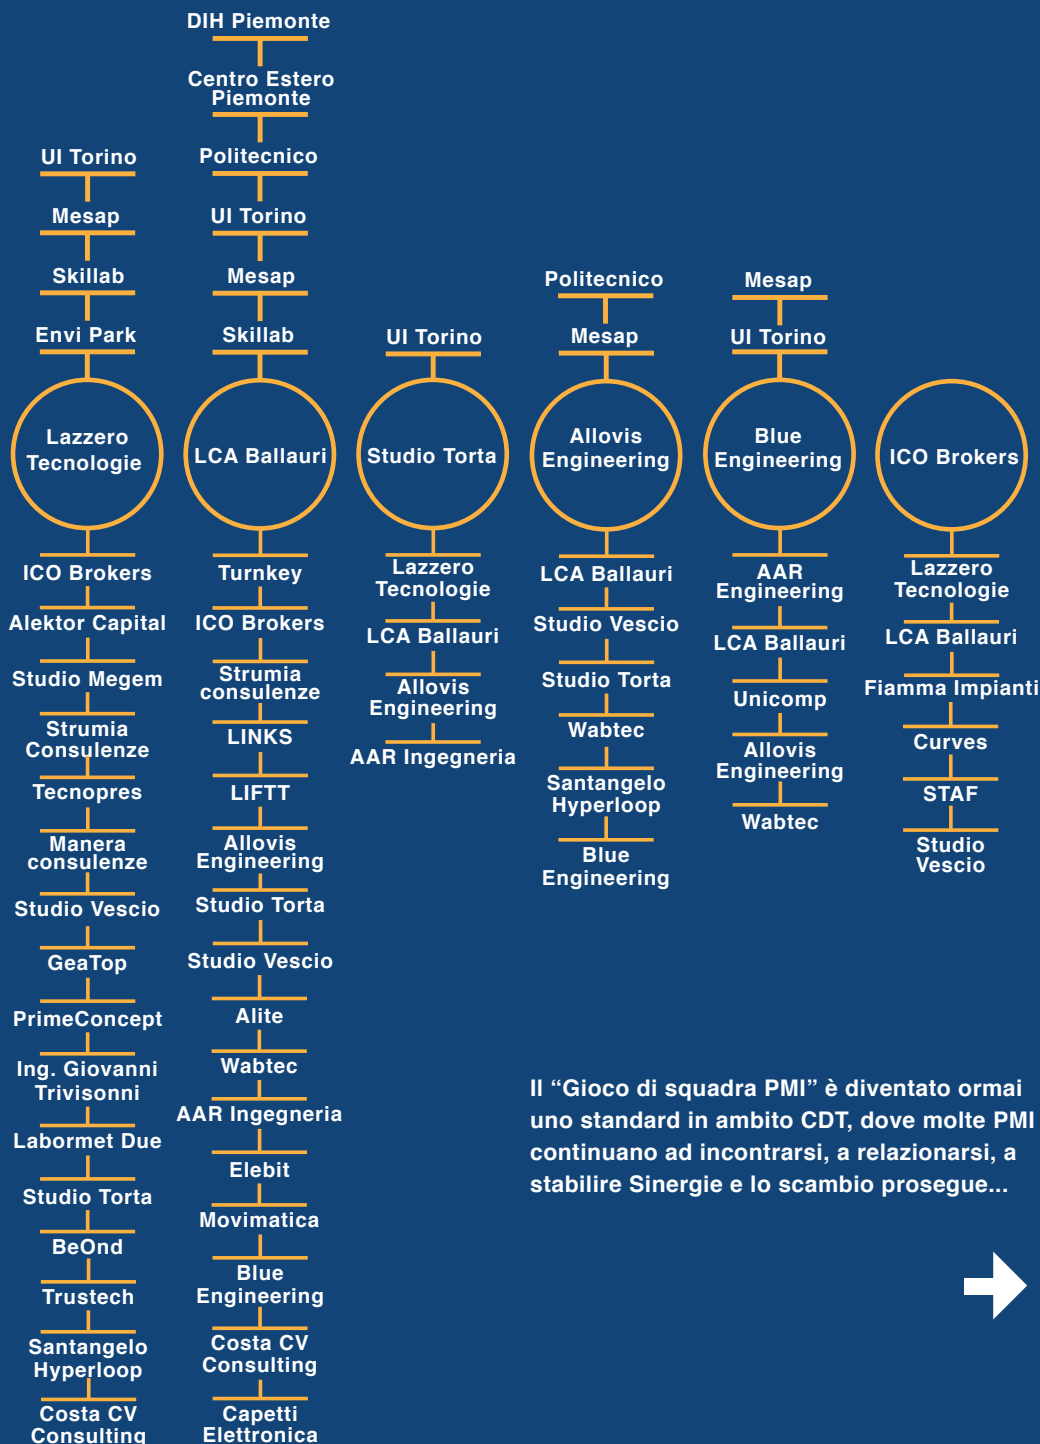 UI Torino
Mesap
Skillab
Envi Park
Lazzero
Tecnologie
ICO Brokers
Alektor Capital
Studio Megem
Strumia
Consulenze
Tecnopres
Manera
consulenze
Studio Vescio
GeaTop
PrimeConcept
Ing. Giovanni
Trivisonni
Labormet Due
Studio Torta
BeOnd
Trustech
Santangelo
Hyperloop
Costa CV
Consulting
DIH Piemonte
Centro Estero
Piemonte
Politecnico
UI Torino
Mesap
Skillab
LCA Ballauri
Turnkey
ICO Brokers
Strumia
consulenze
LINKS
LIFTT
Allovis
Engineering
Studio Torta
Studio Vescio
Alite
Wabtec
AAR Ingegneria
Elebit
Movimatica
Blue
Engineering
Costa CV
Consulting
Capetti
Elettronica
UI Torino
Studio Torta
Lazzero
Tecnologie
LCA Ballauri
Allovis
Engineering
AAR Ingegneria
Politecnico
Mesap
Allovis
Engineering
LCA Ballauri
Studio Vescio
Studio Torta
Wabtec
Santangelo
Hyperloop
Blue
Engineering
Mesap
UI Torino
Blue
Engineering
AAR
Engineering
LCA Ballauri
Unicomp
Allovis
Engineering
Wabtec
ICO Brokers
Lazzero
Tecnologie
LCA Ballauri
Fiamma Impianti
Curves
STAF
Studio
Vescio
Il “Gioco di squadra PMI” è diventato ormai
uno standard in ambito CDT, dove molte PMI
continuano ad incontrarsi, a relazionarsi, a
stabilire Sinergie e lo scambio prosegue...